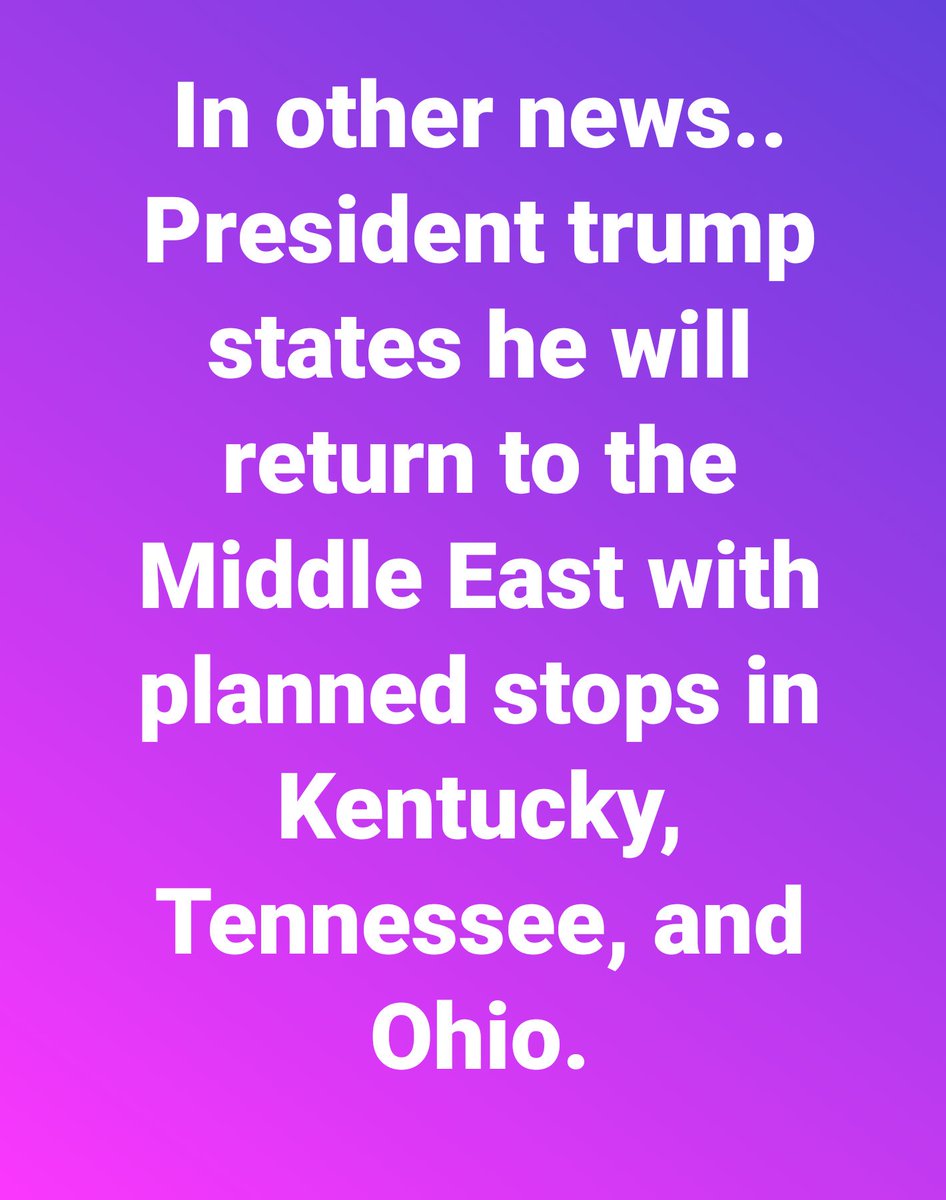 In other news..
President trump
states he will
return to the
Middle East with
planned stops in
Kentucky,
Tennessee, and
Ohio.